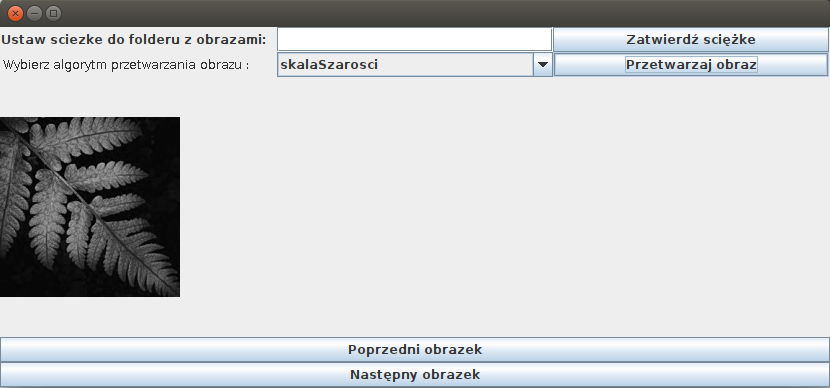 Ustaw sciezke do folderu z obrazami:
Zatwierdź sciężke
Wybierz algorytm przetwarzania obrazu :
skalaSzarosci
Przetwarzaj obraz
Poprzedni obrazek
Następny obrazek